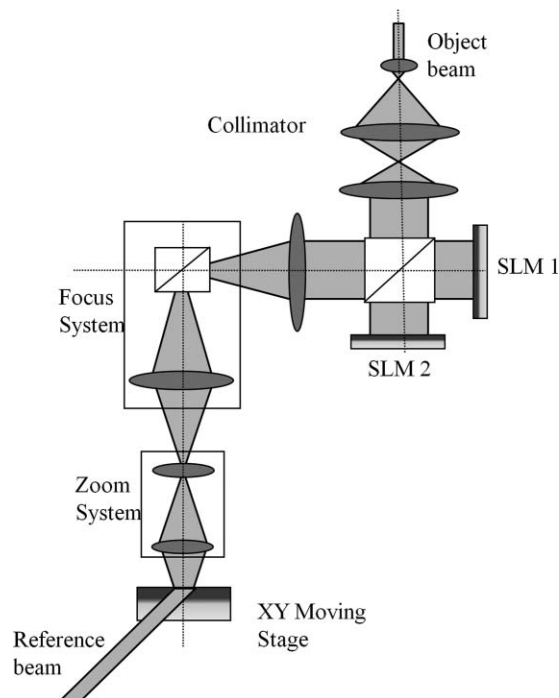 Object
beam
Collimator
SLM 1
Focus
System
SLM 2
Zoom
System
XY Moving
Stage
Reference
beam